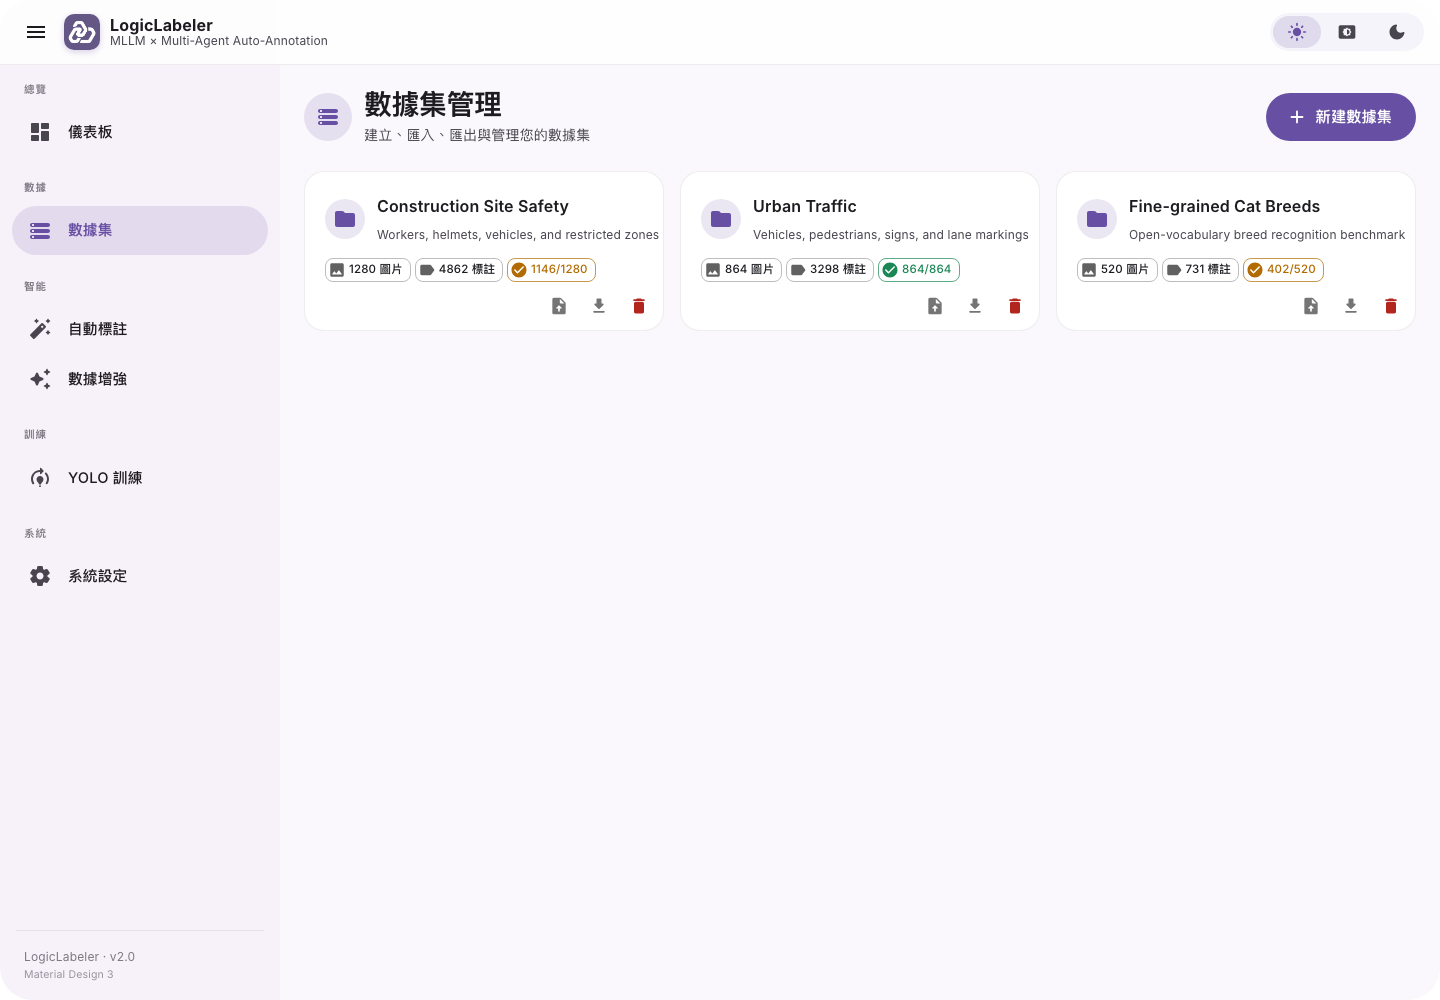 LogicLabeler
MLLM × Multi-Agent Auto-Annotation
總覽
儀表板
數據
數據集
智能
自動標註
數據增強
訓練
YOLO 訓練
系統
系統設定
LogicLabeler · v2.0
Material Design 3
數據集管理
建立、匯入、匯出與管理您的數據集
新建數據集
Construction Site Safety
Workers, helmets, vehicles, and restricted zones
1280 圖片
4862 標註
1146/1280
Urban Traffic
Vehicles, pedestrians, signs, and lane markings
864 圖片
3298 標註
864/864
Fine-grained Cat Breeds
Open-vocabulary breed recognition benchmark
520 圖片
731 標註
402/520